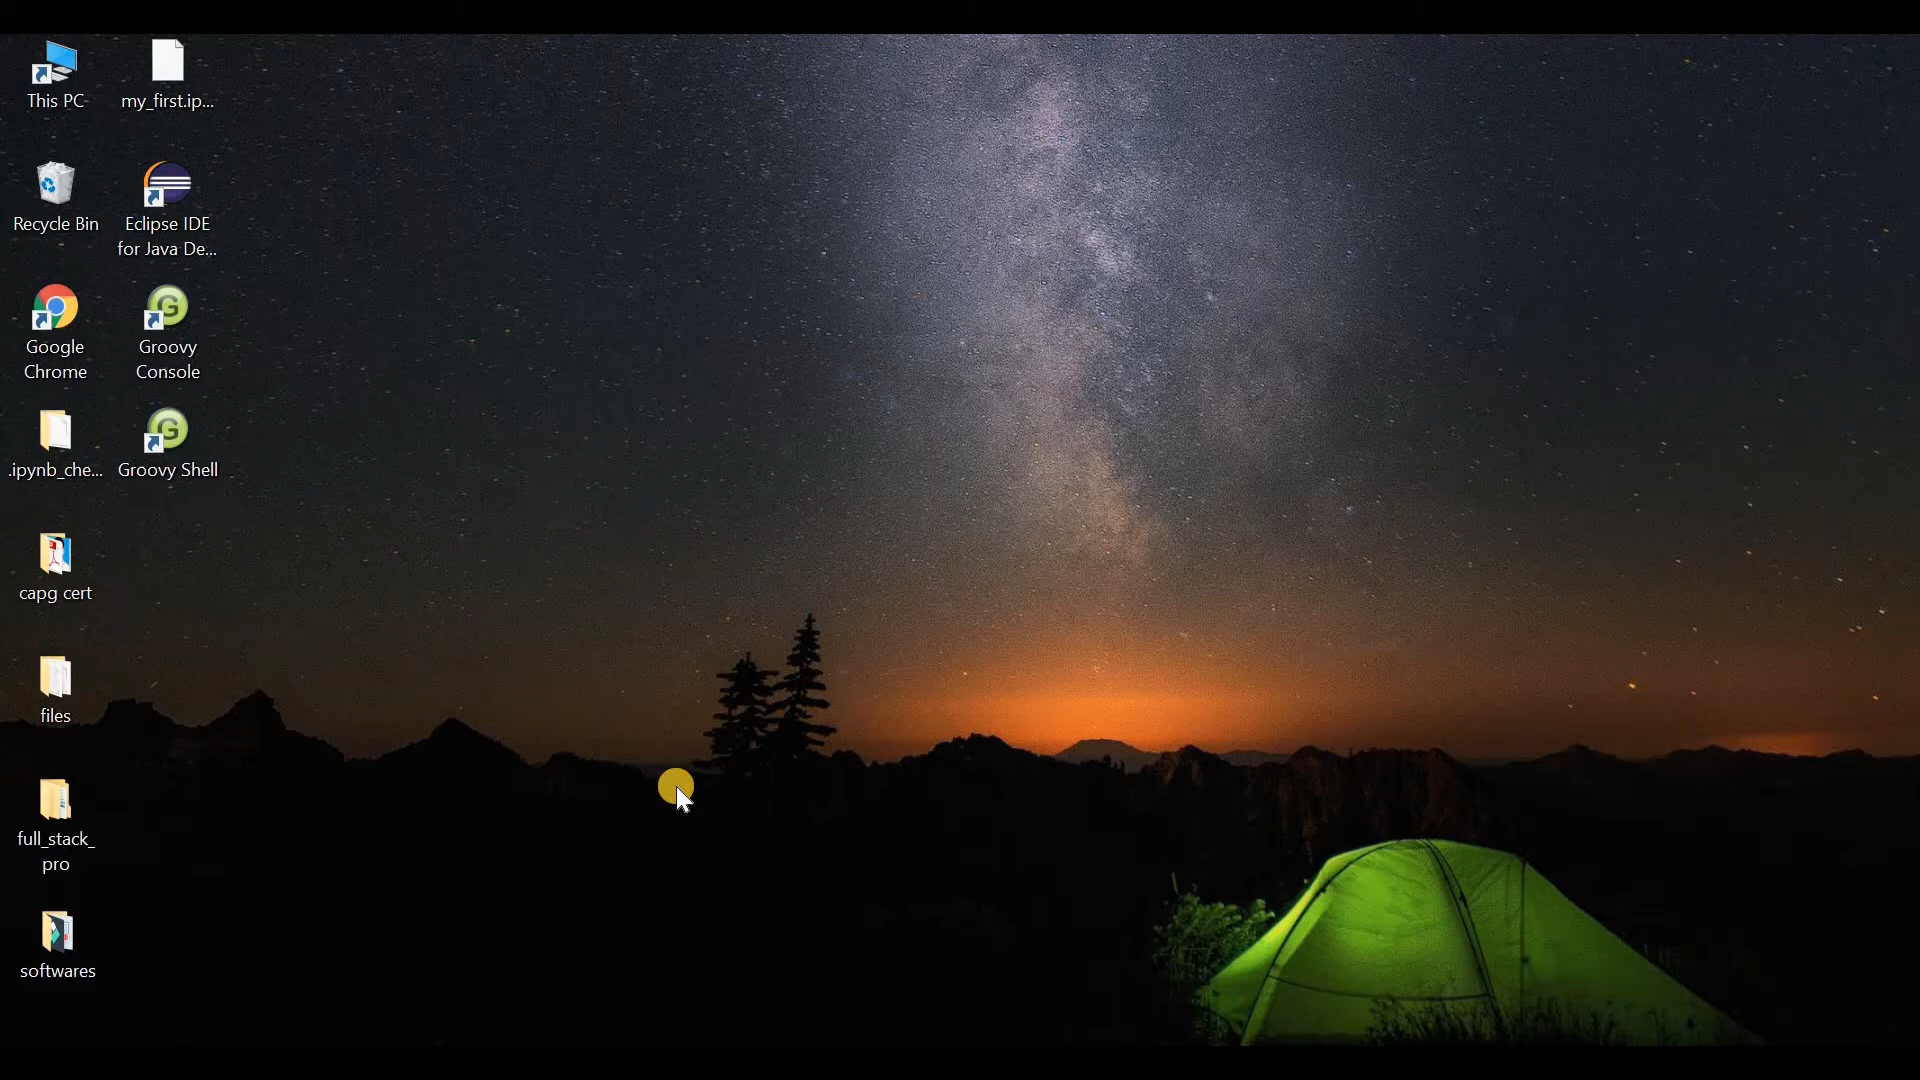 This PC
my_first.ip...
Recycle Bin
Eclipse IDE
for Java De...
Google
Chrome
Groovy
Console
.ipynb_che...
Groovy Shell
capg cert
files
full_stack_
pro
softwares